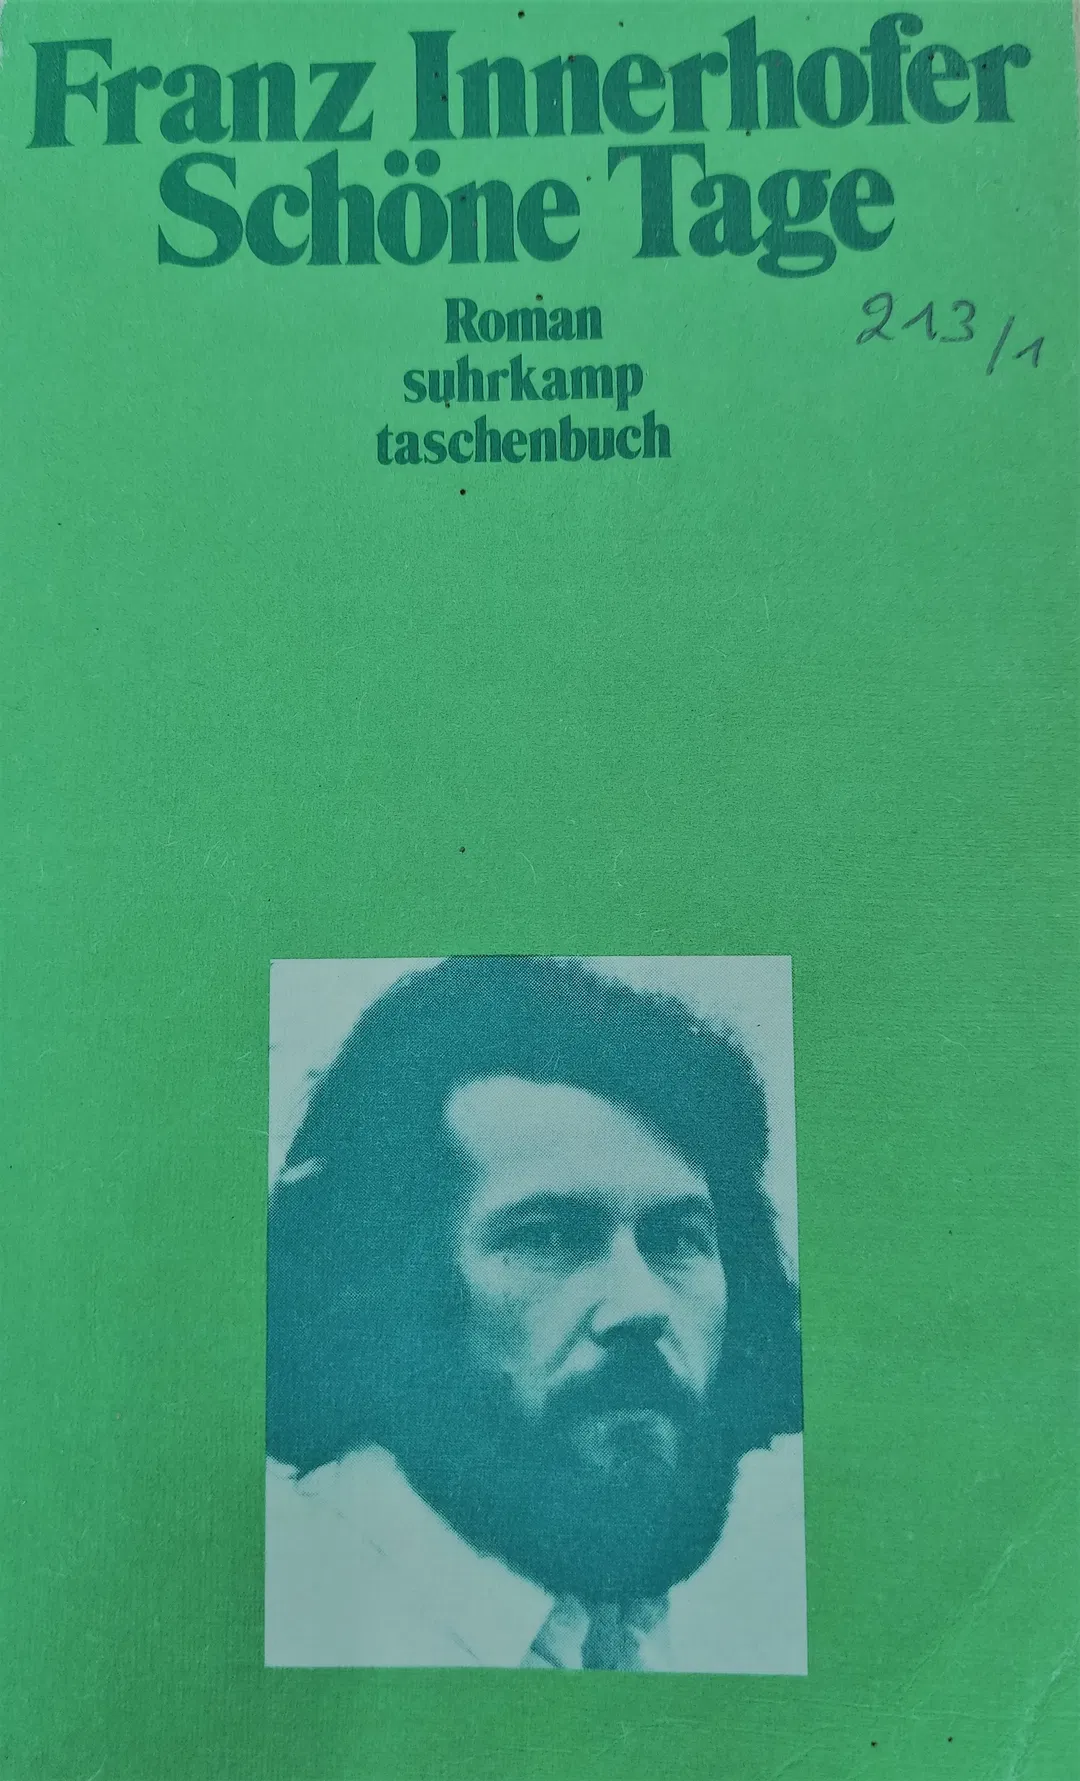 Franz Innerhofer
Schöne Tage
Roman
suhrkamp
taschenbuch
213/1